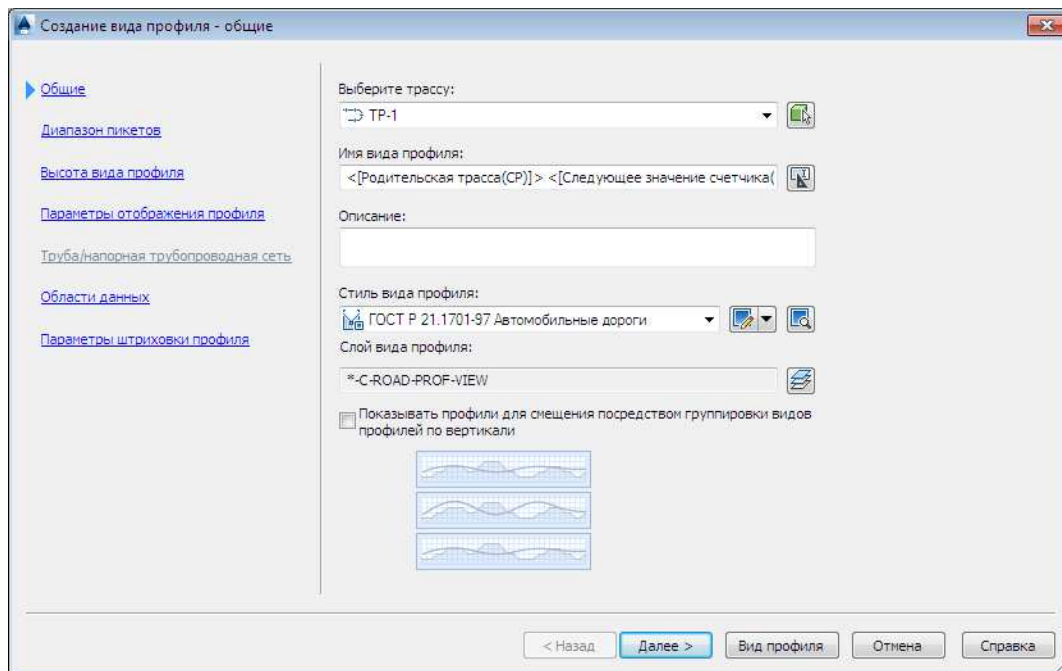 Создание вида профиля - общие
Общие
Диапазон пикетов
Высота вида профиля
Параметры отображения профиля
Труба/напорная трубопроводная сеть
Области данных
Параметры штриховки профиля
Выберите трассу:
ТР-1
Имя вида профиля:
<[Родительская трасса(CP)]> <[Следующее значение счетчика(
Описание:
Стиль вида профиля:
ГОСТ Р 21.1701-97 Автомобильные дороги
Слой вида профиля:
*-C-ROAD-PROF-VIEW
Показывать профили для смещения посредством группировки видов
профилей по вертикали
< Назад
Далее >
Вид профиля
Отмена
Справка